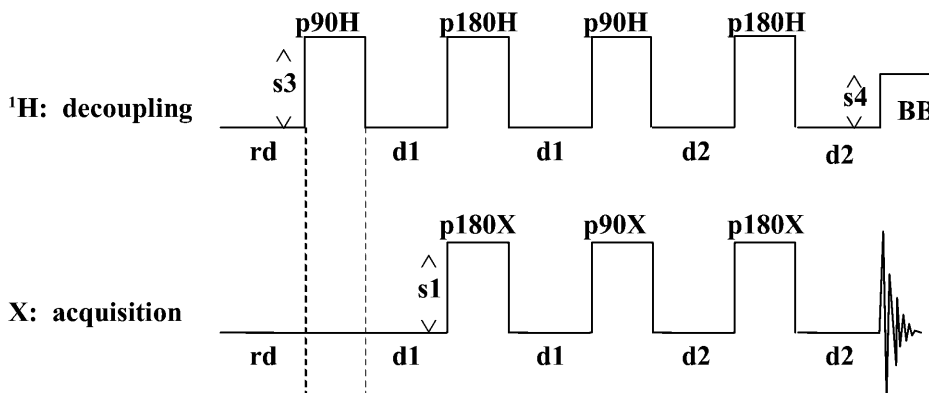 p90H p180H p90H p180H
s3 s4
¹H: decoupling BB
rd d1 d1 d2 d2
p180X p90X p180X
s1
X: acquisition
rd d1 d1 d2 d2